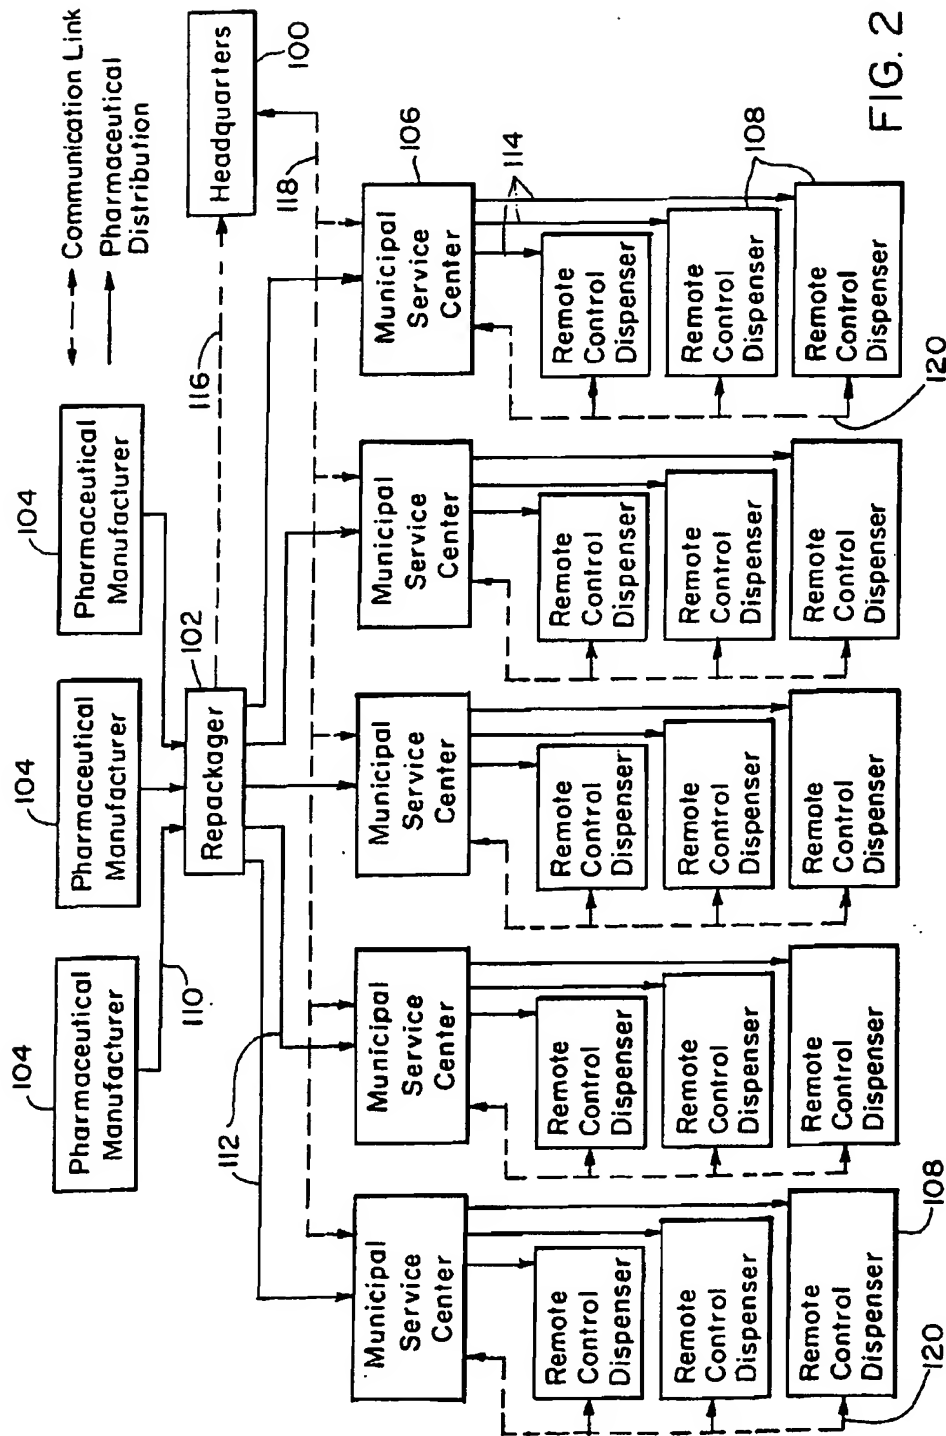 Communication Link
Pharmaceutical
Distribution
104
104
104
Pharmaceutical
Manufacturer
Pharmaceutical
Manufacturer
Pharmaceutical
Manufacturer
110
102
116
Repackager
Headquarters
100
112
118
Municipal
Service
Center
Municipal
Service
Center
Municipal
Service
Center
Municipal
Service
Center
Municipal
Service
Center
106
114
Remote
Control
Dispenser
Remote
Control
Dispenser
Remote
Control
Dispenser
Remote
Control
Dispenser
Remote
Control
Dispenser
Remote
Control
Dispenser
Remote
Control
Dispenser
Remote
Control
Dispenser
Remote
Control
Dispenser
Remote
Control
Dispenser
108
Remote
Control
Dispenser
Remote
Control
Dispenser
Remote
Control
Dispenser
Remote
Control
Dispenser
Remote
Control
Dispenser
120
108
120
FIG. 2